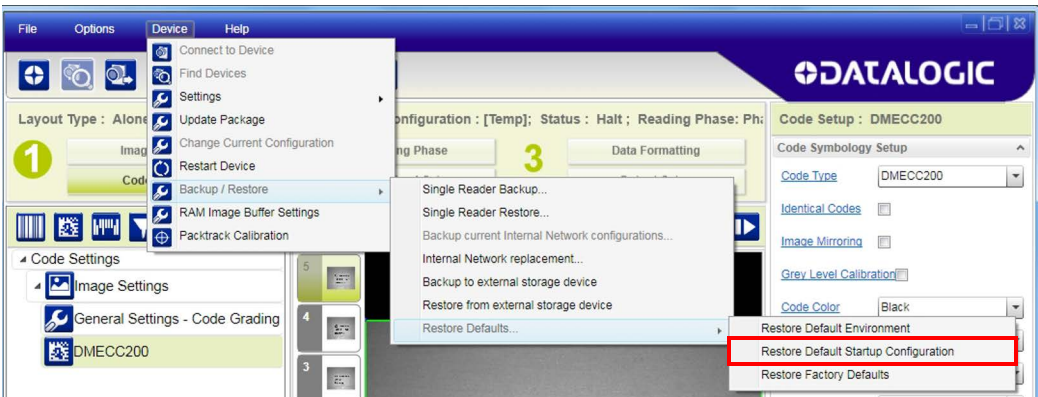 File Options Device Help
DATALOGIC
Connect to Device
Find Devices
Settings
Update Package
Change Current Configuration
Restart Device
Backup / Restore
RAM Image Buffer Settings
Packtrack Calibration
Layout Type : Alone
onfiguration : [Temp]; Status : Halt ; Reading Phase: Pha
1
Imag
ng Phase
3
Data Formatting
Cod
Single Reader Backup...
Single Reader Restore...
Backup current Internal Network configurations...
Internal Network replacement...
Backup to external storage device
Restore from external storage device
Restore Defaults...
Restore Default Environment
Restore Default Startup Configuration
Restore Factory Defaults
Code Settings
Image Settings
General Settings - Code Grading
DMECC200
5
4
3
Code Setup : DMECC200
Code Symbology Setup
Code Type DMECC200
Identical Codes
Image Mirroring
Grey Level Calibration
Code Color Black